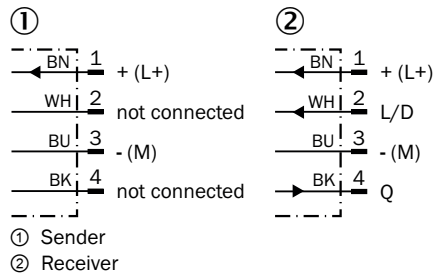 ① ②
BN 1 + (L+) BN 1 + (L+)
WH 2 not connected WH 2 L/D
BU 3 - (M) BU 3 - (M)
BK 4 not connected BK 4 Q
① Sender
② Receiver